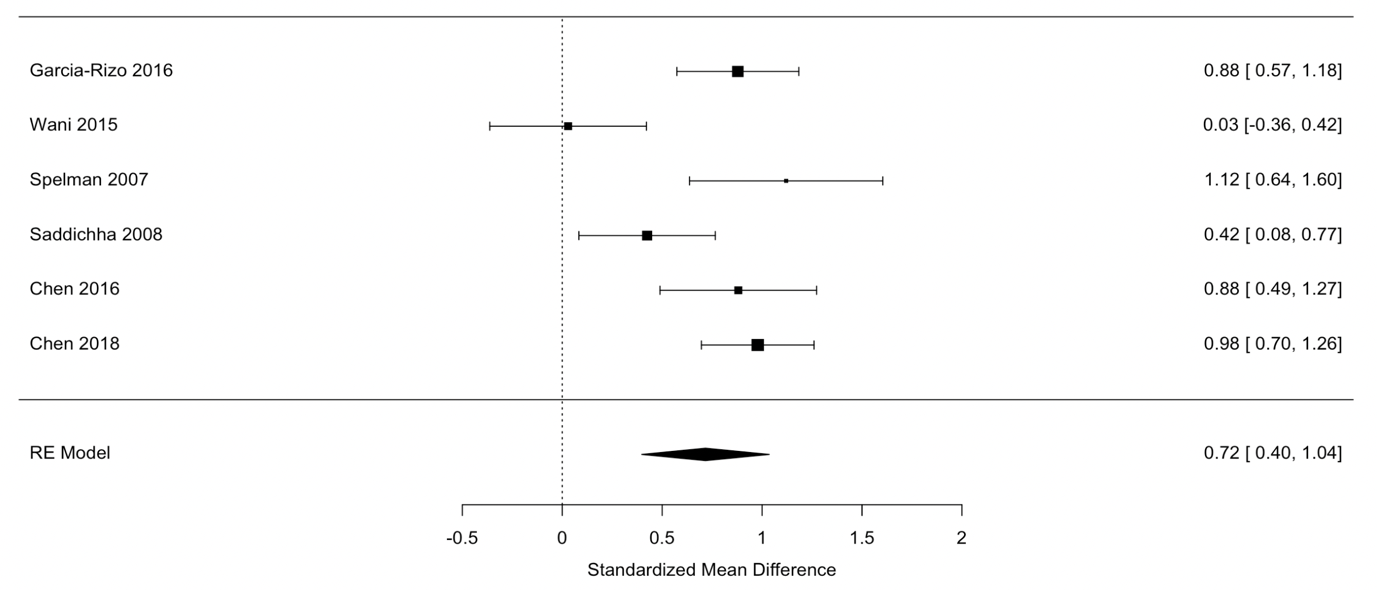 Garcia-Rizo 2016 0.88 [ 0.57, 1.18]
Wani 2015 0.03 [-0.36, 0.42]
Spelman 2007 1.12 [ 0.64, 1.60]
Saddichha 2008 0.42 [ 0.08, 0.77]
Chen 2016 0.88 [ 0.49, 1.27]
Chen 2018 0.98 [ 0.70, 1.26]
RE Model 0.72 [ 0.40, 1.04]
-0.5 0 0.5 1 1.5 2
Standardized Mean Difference